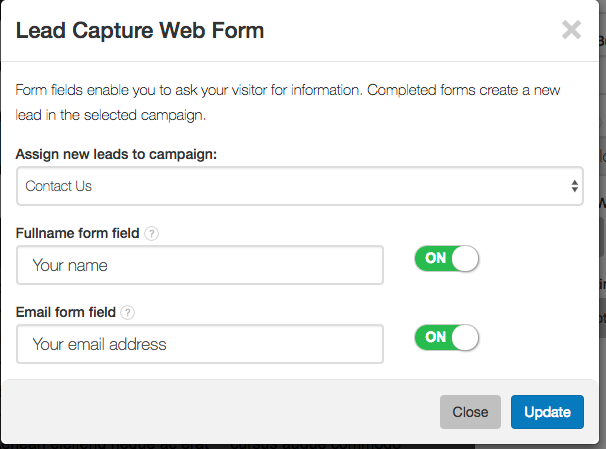 Lead Capture Web Form
Form fields enable you to ask your visitor for information. Completed forms create a new
lead in the selected campaign.
Assign new leads to campaign:
Contact Us
Fullname form field ?
Your name
ON
Email form field ?
Your email address
ON
Close
Update